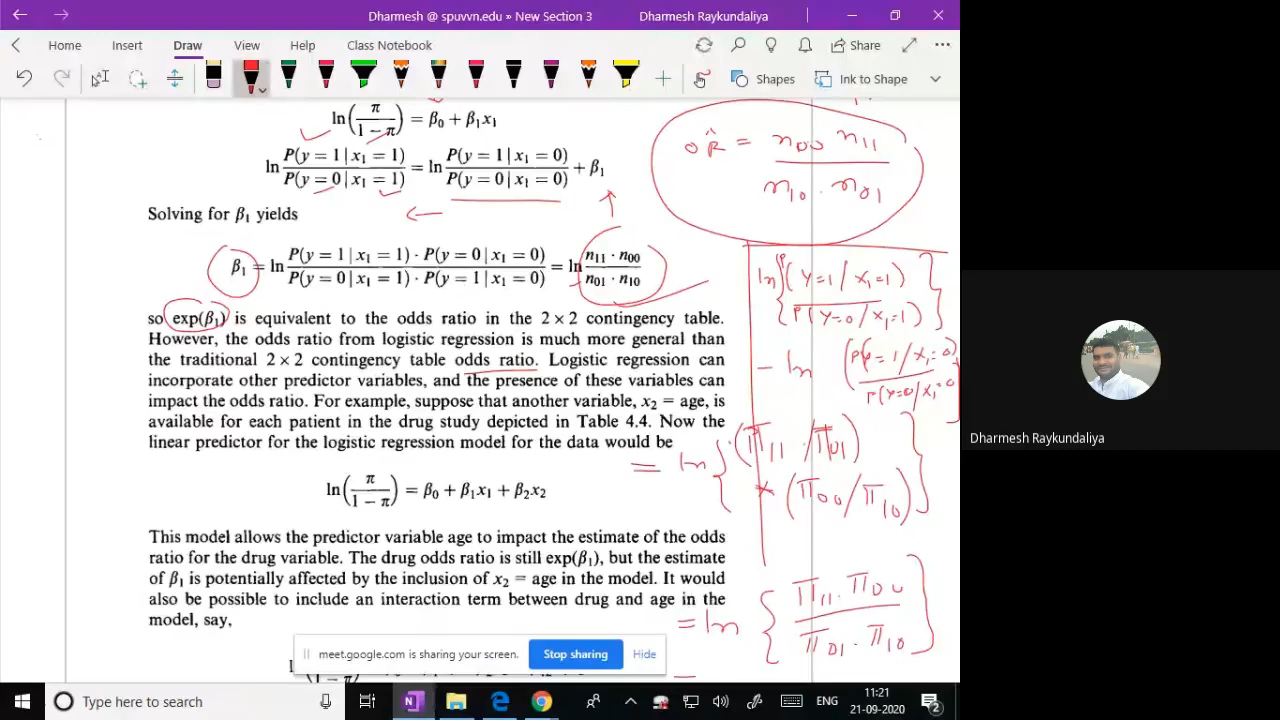 Dharmesh @ spuvvn.edu » New Section 3 Dharmesh Raykundaliya
Home Insert Draw View Help Class Notebook Share
Shapes Ink to Shape
ln(π/(1 − π)) = β₀ + β₁x₁
ln P(y = 1 | x₁ = 1)/P(y = 0 | x₁ = 1) = ln P(y = 1 | x₁ = 0)/P(y = 0 | x₁ = 0) + β₁
Solving for β₁ yields
β₁ = ln P(y = 1 | x₁ = 1) · P(y = 0 | x₁ = 0)/P(y = 0 | x₁ = 1) · P(y = 1 | x₁ = 0) = ln n₁₁ · n₀₀/n₀₁ · n₁₀
so exp(β₁) is equivalent to the odds ratio in the 2 × 2 contingency table.
However, the odds ratio from logistic regression is much more general than
the traditional 2 × 2 contingency table odds ratio. Logistic regression can
incorporate other predictor variables, and the presence of these variables can
impact the odds ratio. For example, suppose that another variable, x₂ = age, is
available for each patient in the drug study depicted in Table 4.4. Now the
linear predictor for the logistic regression model for the data would be
ln(π/(1 − π)) = β₀ + β₁x₁ + β₂x₂
This model allows the predictor variable age to impact the estimate of the odds
ratio for the drug variable. The drug odds ratio is still exp(β₁), but the estimate
of β₁ is potentially affected by the inclusion of x₂ = age in the model. It would
also be possible to include an interaction term between drug and age in the
model, say,
OR̂ = n₀₀ n₁₁/n₁₀ . n₀₁
ln {P(Y=1/X₁=1)/P(Y=0/X₁=1)}
− ln (P(Y=1/X₁=0)/P(Y=0/X₁=0
= ln {(π₁₁/π₀₁)
× (π₀₀/π₁₀)}
= ln {π₁₁ . π₀₀/π₀₁ . π₁₀}
meet.google.com is sharing your screen. Stop sharing Hide
Dharmesh Raykundaliya
Type here to search
ENG
11:21
21-09-2020
2